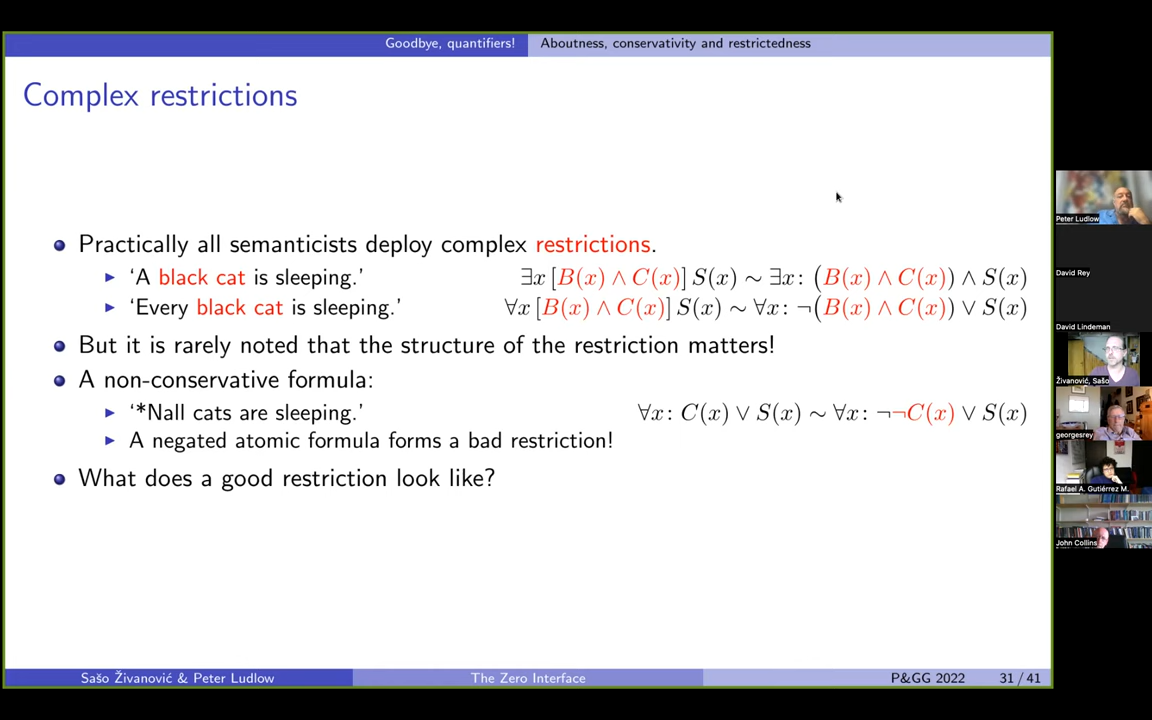 Goodbye, quantifiers! Aboutness, conservativity and restrictedness
Complex restrictions
Practically all semanticists deploy complex restrictions.
‘A black cat is sleeping.’ ∃x [B(x) ∧ C(x)] S(x) ∼ ∃x: (B(x) ∧ C(x)) ∧ S(x)
‘Every black cat is sleeping.’ ∀x [B(x) ∧ C(x)] S(x) ∼ ∀x: ¬(B(x) ∧ C(x)) ∨ S(x)
But it is rarely noted that the structure of the restriction matters!
A non-conservative formula:
‘*Nall cats are sleeping.’ ∀x: C(x) ∨ S(x) ∼ ∀x: ¬¬C(x) ∨ S(x)
A negated atomic formula forms a bad restriction!
What does a good restriction look like?
Sašo Živanović & Peter Ludlow The Zero Interface P&GG 2022 31 / 41
Peter Ludlow
David Rey
David Lindeman
Živanović, Sašo
georgesrey
Rafael A. Gutiérrez M.
John Collins